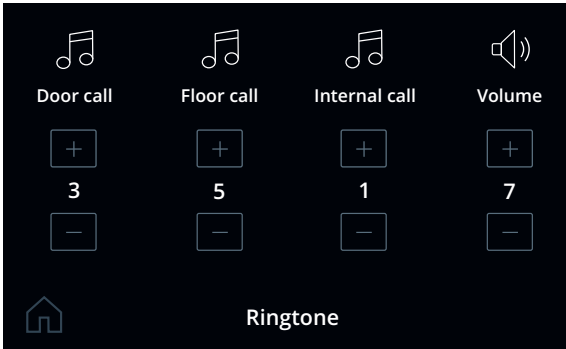 Door call Floor call Internal call Volume
+ + + +
3 5 1 7
− − − −
Ringtone